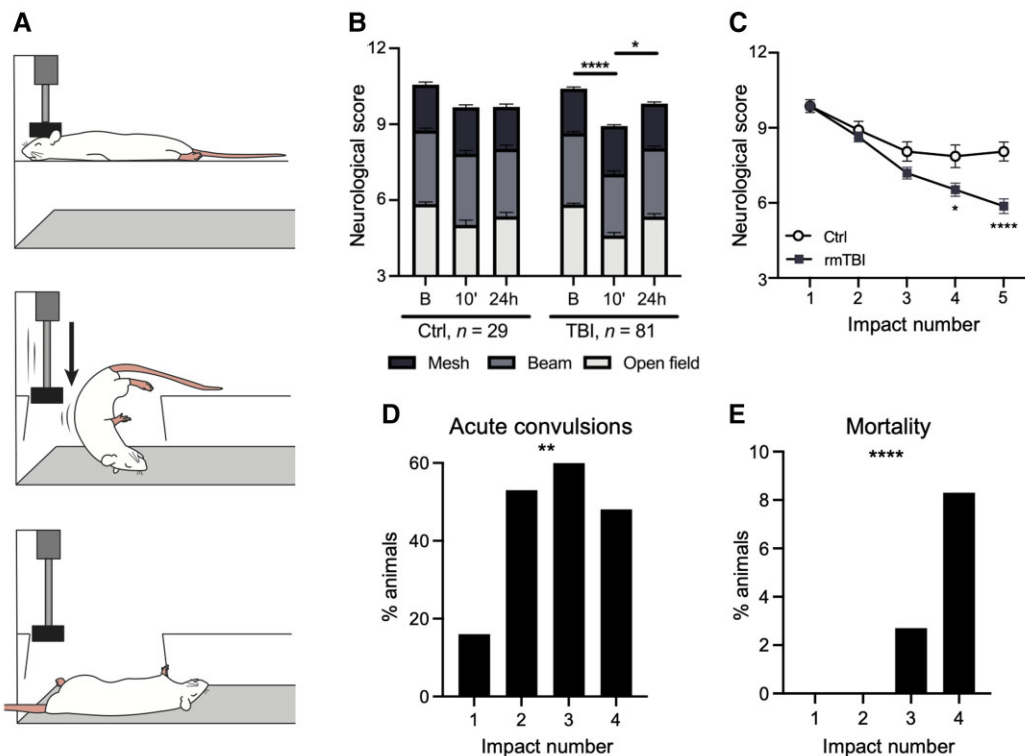 A
B
Neurological score
12
9
6
3
****
*
B 10' 24h B 10' 24h
Ctrl, n = 29 TBI, n = 81
Mesh Beam Open field
C
Neurological score
12
9
6
3
Ctrl
rmTBI
*
****
1 2 3 4 5
Impact number
D
Acute convulsions
**
% animals
60
40
20
0
1 2 3 4
Impact number
E
Mortality
****
% animals
10
8
6
4
2
0
1 2 3 4
Impact number